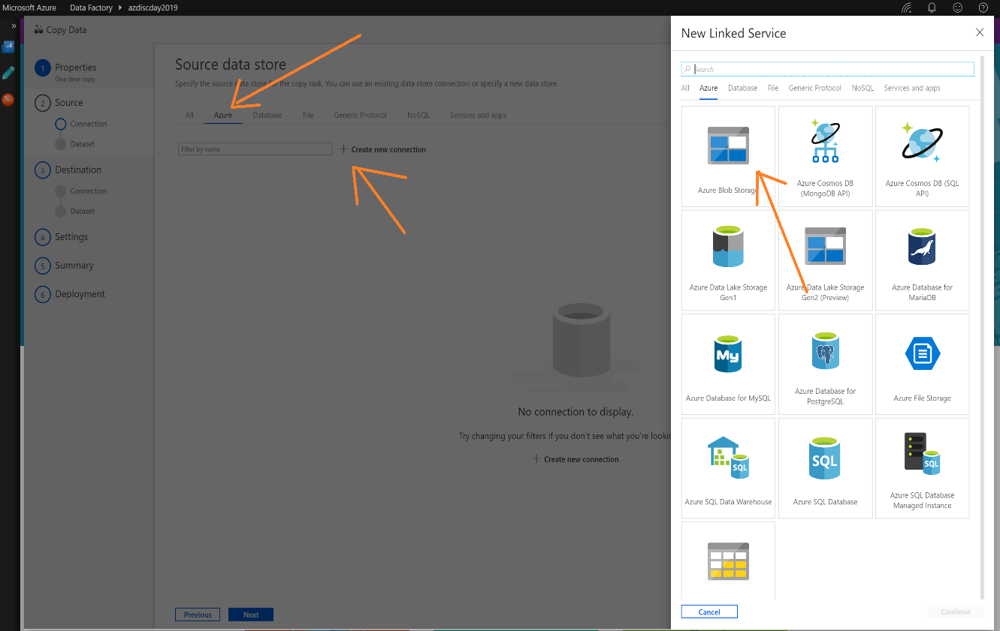 Microsoft Azure Data Factory azdiscday2019
»
Copy Data
1 Properties
One time copy
2 Source
Connection
Dataset
3 Destination
Connection
Dataset
4 Settings
5 Summary
6 Deployment
Source data store
Specify the source data store for the copy task. You can use an existing data store connection or specify a new data store.
All Azure Database File Generic Protocol NoSQL Services and apps
Filter by name
+ Create new connection
No connection to display.
Try changing your filters if you don't see what you're
+ Create new connection
Previous Next
New Linked Service
Search
All Azure Database File Generic Protocol NoSQL Services and apps
Azure Blob Storage
Azure Cosmos DB
(MongoDB API)
Azure Cosmos DB (SQL
API)
Azure Data Lake Storage
Gen1
Azure Data Lake Storage
Gen2 (Preview)
Azure Database for
MariaDB
My
Azure Database for MySQL
Azure Database for
PostgreSQL
Azure File Storage
SQL
Azure SQL Data Warehouse
SQL
Azure SQL Database
SQL
Azure SQL Database
Managed Instance
Cancel Continue